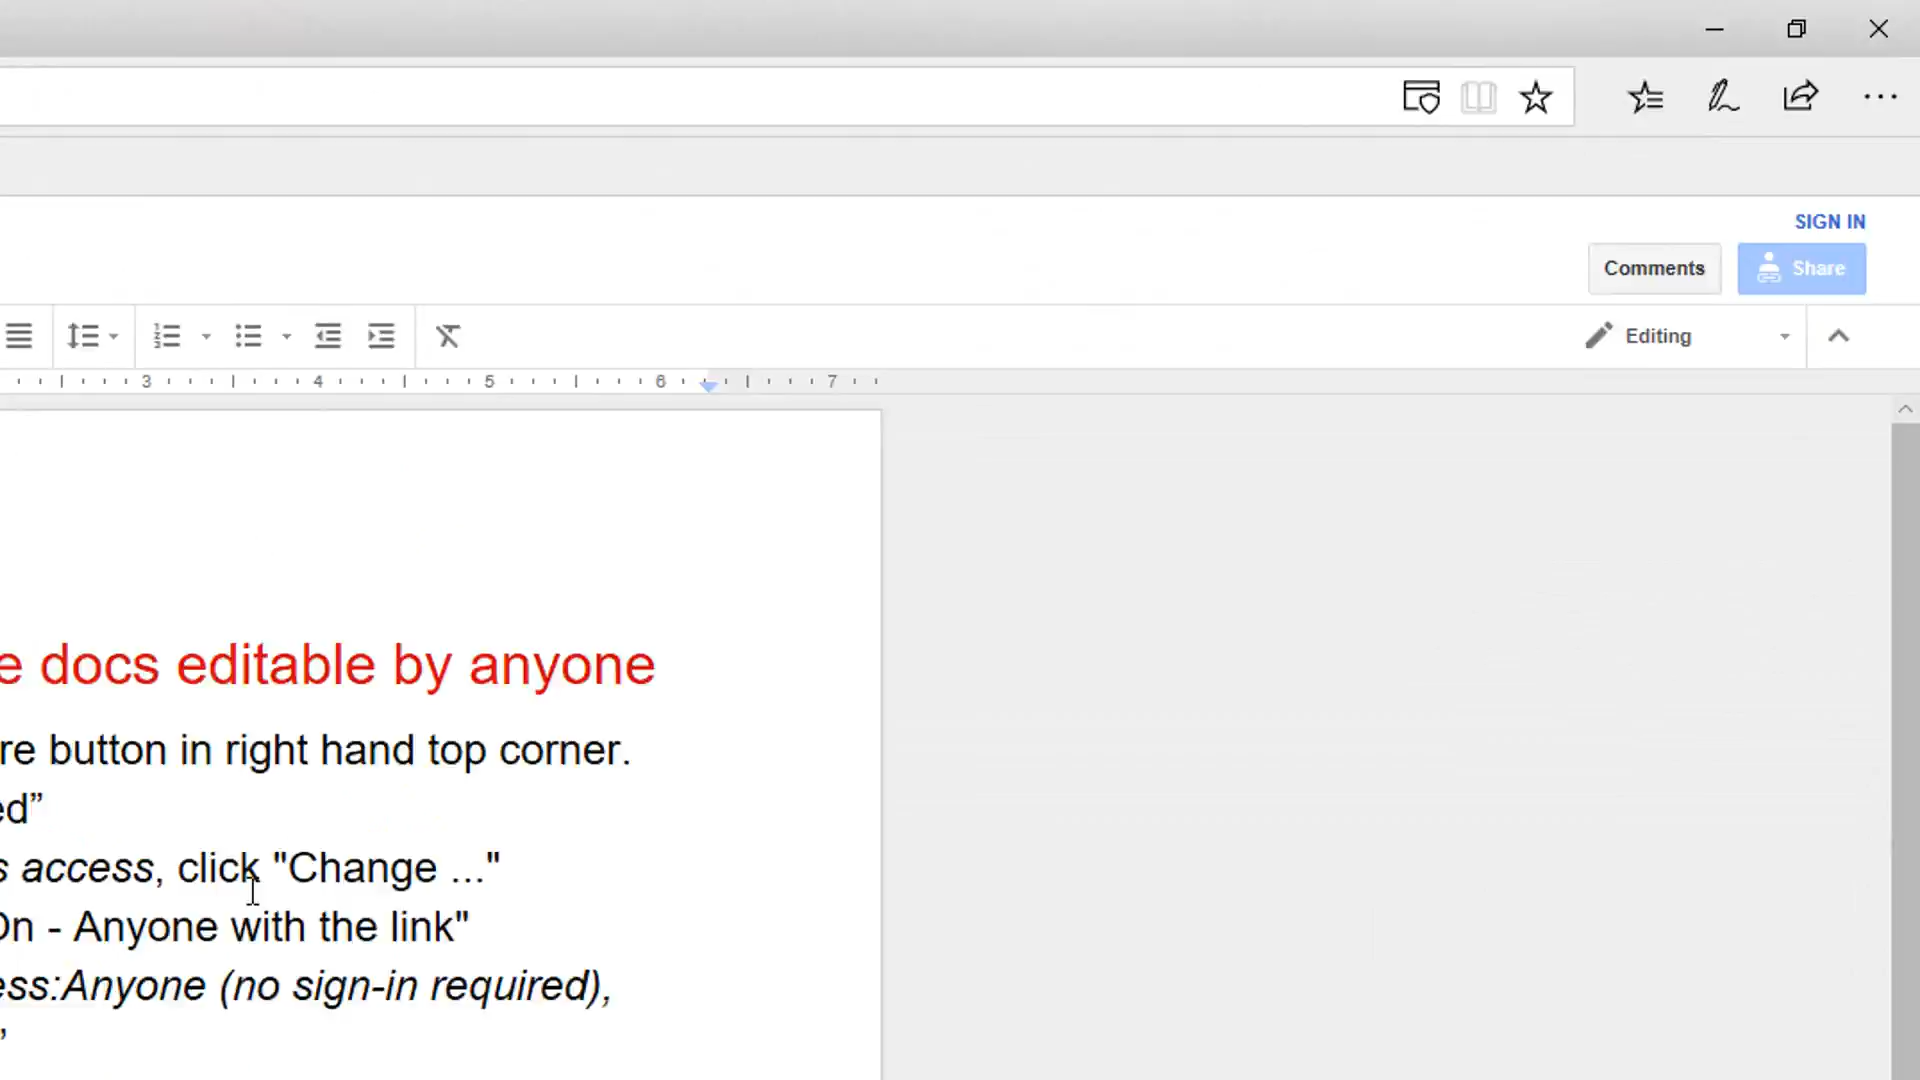 SIGN IN
Comments Share
Editing
3 4 5 6 7
e docs editable by anyone
re button in right hand top corner.
ed”
s access, click "Change ..."
On - Anyone with the link"
ess:Anyone (no sign-in required),
”